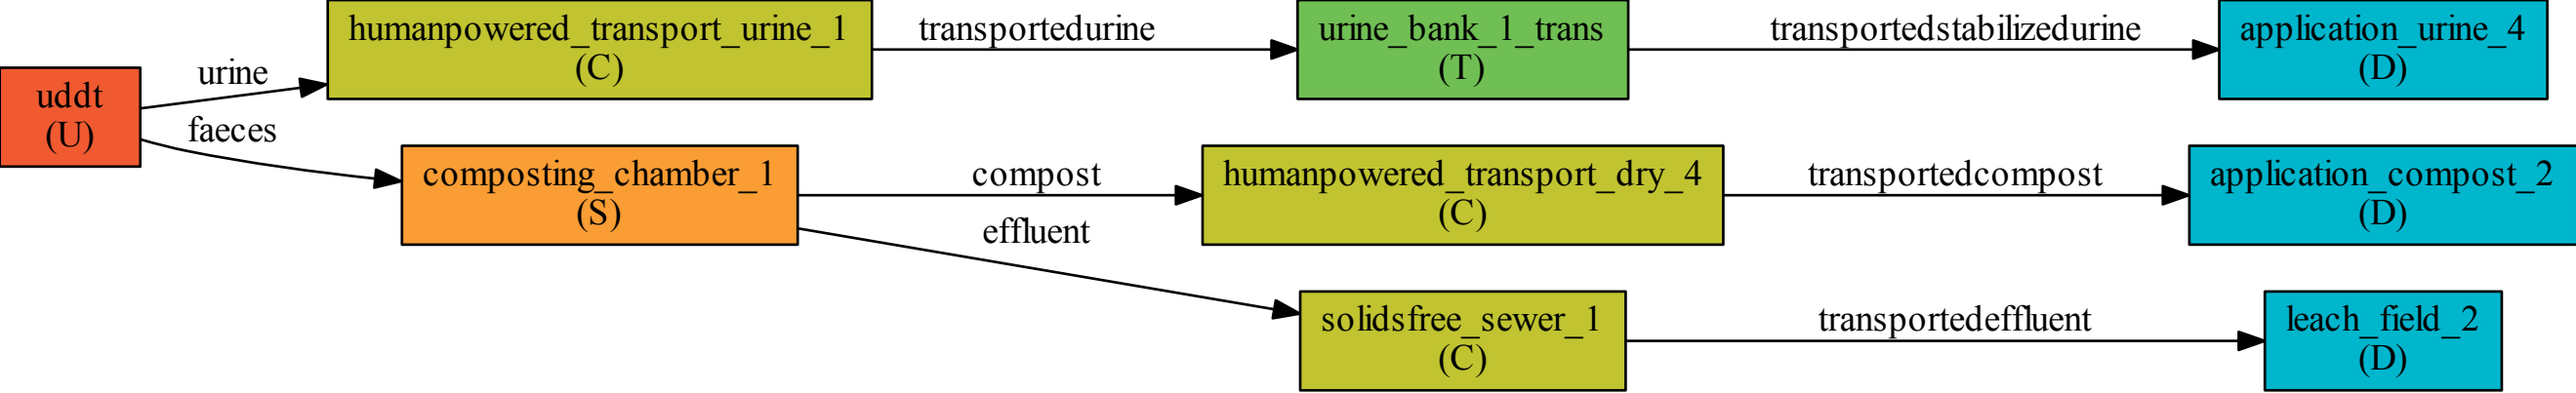 uddt
(U)
urine
faeces
humanpowered_transport_urine_1
(C)
transportedurine
urine_bank_1_trans
(T)
transportedstabilizedurine
application_urine_4
(D)
composting_chamber_1
(S)
compost
humanpowered_transport_dry_4
(C)
transportedcompost
application_compost_2
(D)
effluent
solidsfree_sewer_1
(C)
transportedeffluent
leach_field_2
(D)